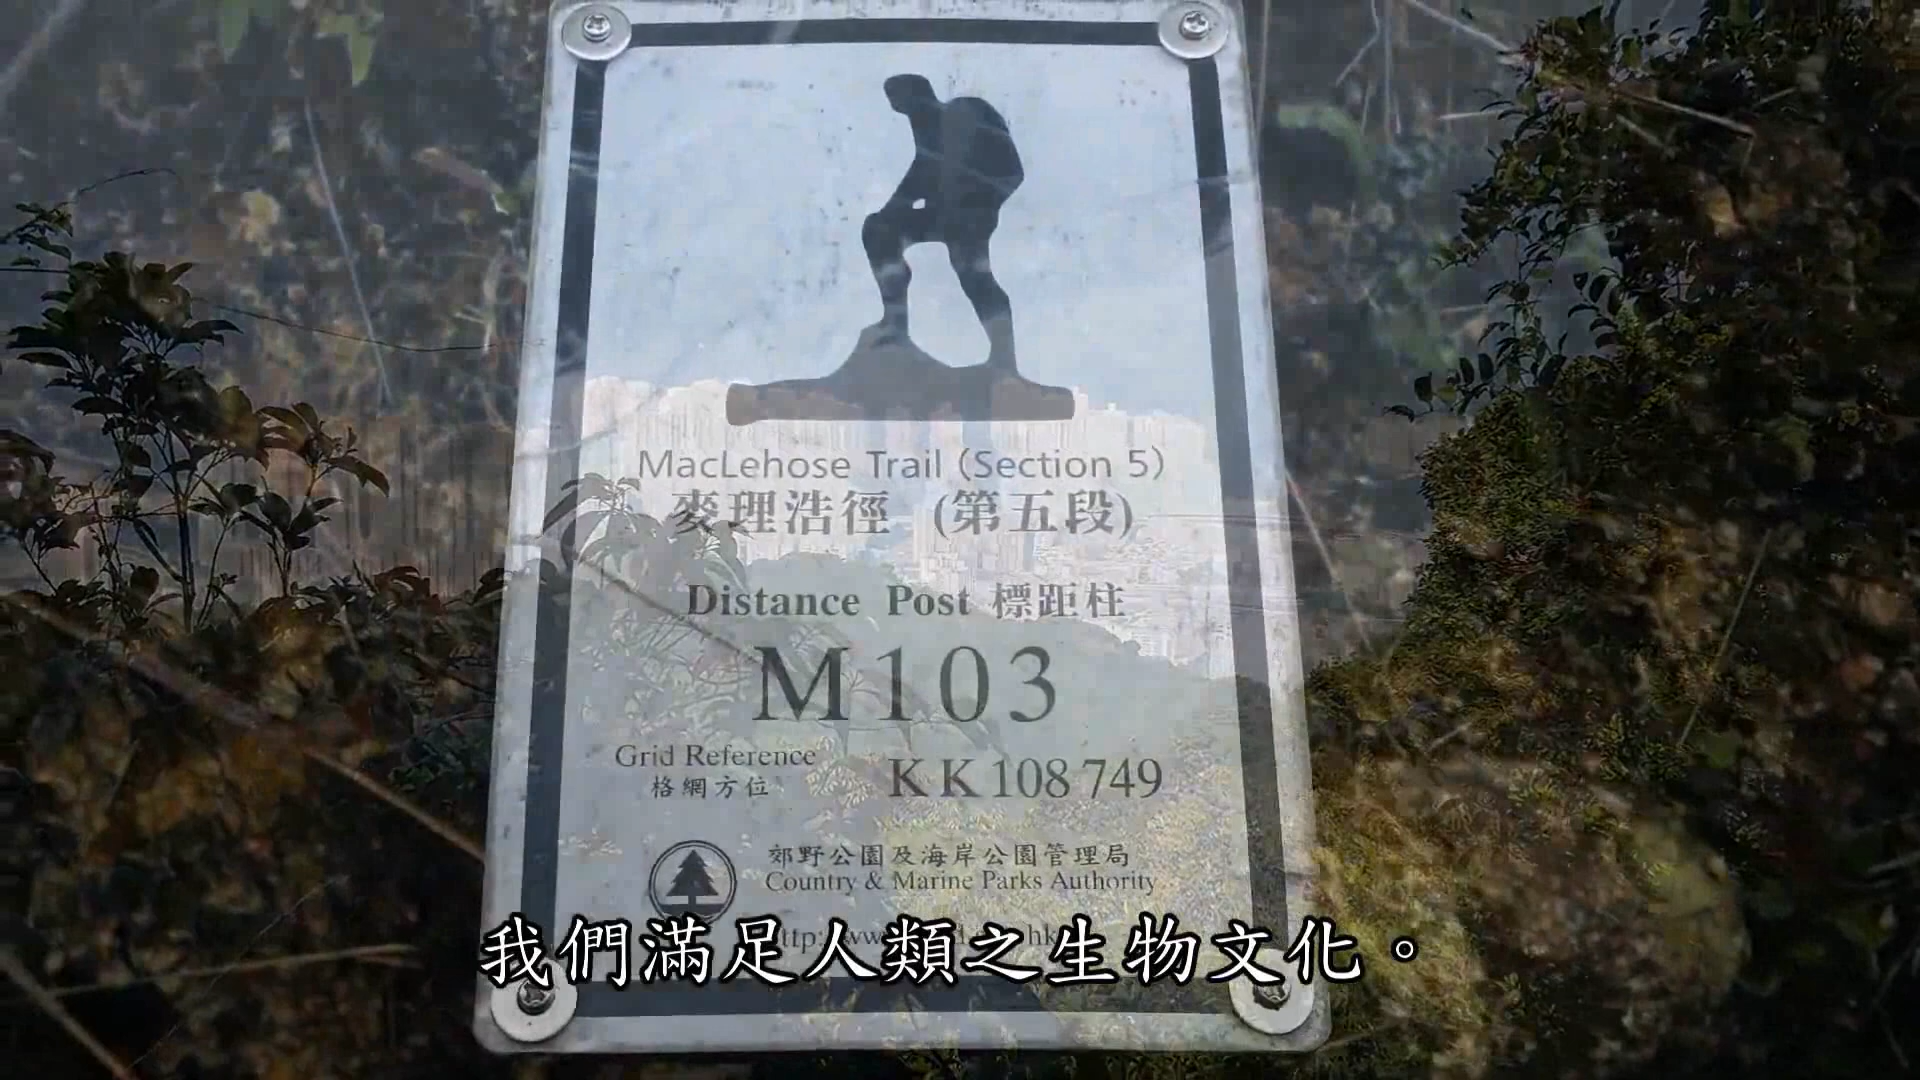 MacLehose Trail (Section 5)
麥理浩徑 (第五段)
Distance Post 標距柱
M103
Grid Reference
格網方位
KK 108 749
郊野公園及海岸公園管理局
Country & Marine Parks Authority
我們滿足人類之生物文化。